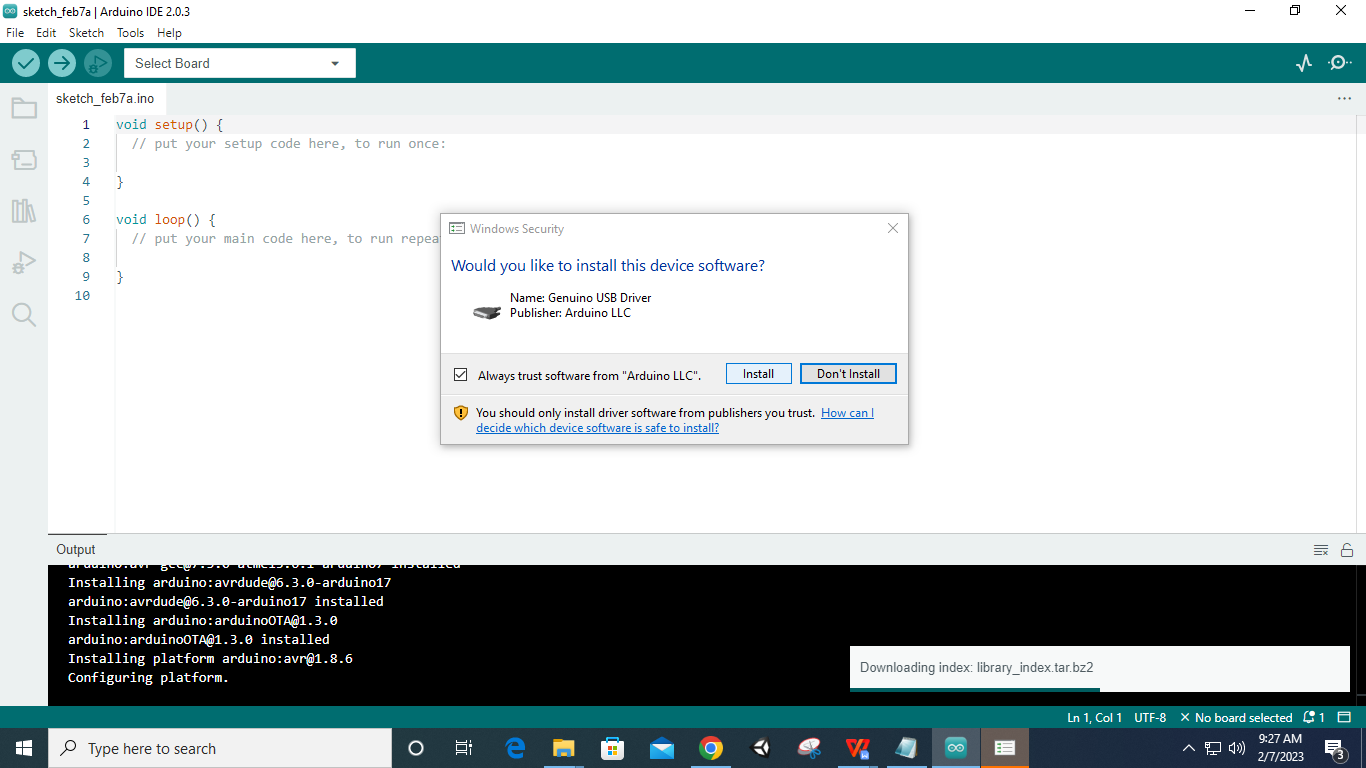 sketch_feb7a | Arduino IDE 2.0.3
File Edit Sketch Tools Help
Select Board
sketch_feb7a.ino
1 void setup() {
2 // put your setup code here, to run once:
3
4 }
5
6 void loop() {
7 // put your main code here, to run repea
8
9 }
10
Windows Security
Would you like to install this device software?
Name: Genuino USB Driver
Publisher: Arduino LLC
Always trust software from "Arduino LLC".
Install
Don't Install
You should only install driver software from publishers you trust. How can I
decide which device software is safe to install?
Output
Installing arduino:avrdude@6.3.0-arduino17
arduino:avrdude@6.3.0-arduino17 installed
Installing arduino:arduinoOTA@1.3.0
arduino:arduinoOTA@1.3.0 installed
Installing platform arduino:avr@1.8.6
Configuring platform.
Downloading index: library_index.tar.bz2
Ln 1, Col 1 UTF-8 No board selected 1
Type here to search
9:27 AM
2/7/2023
3